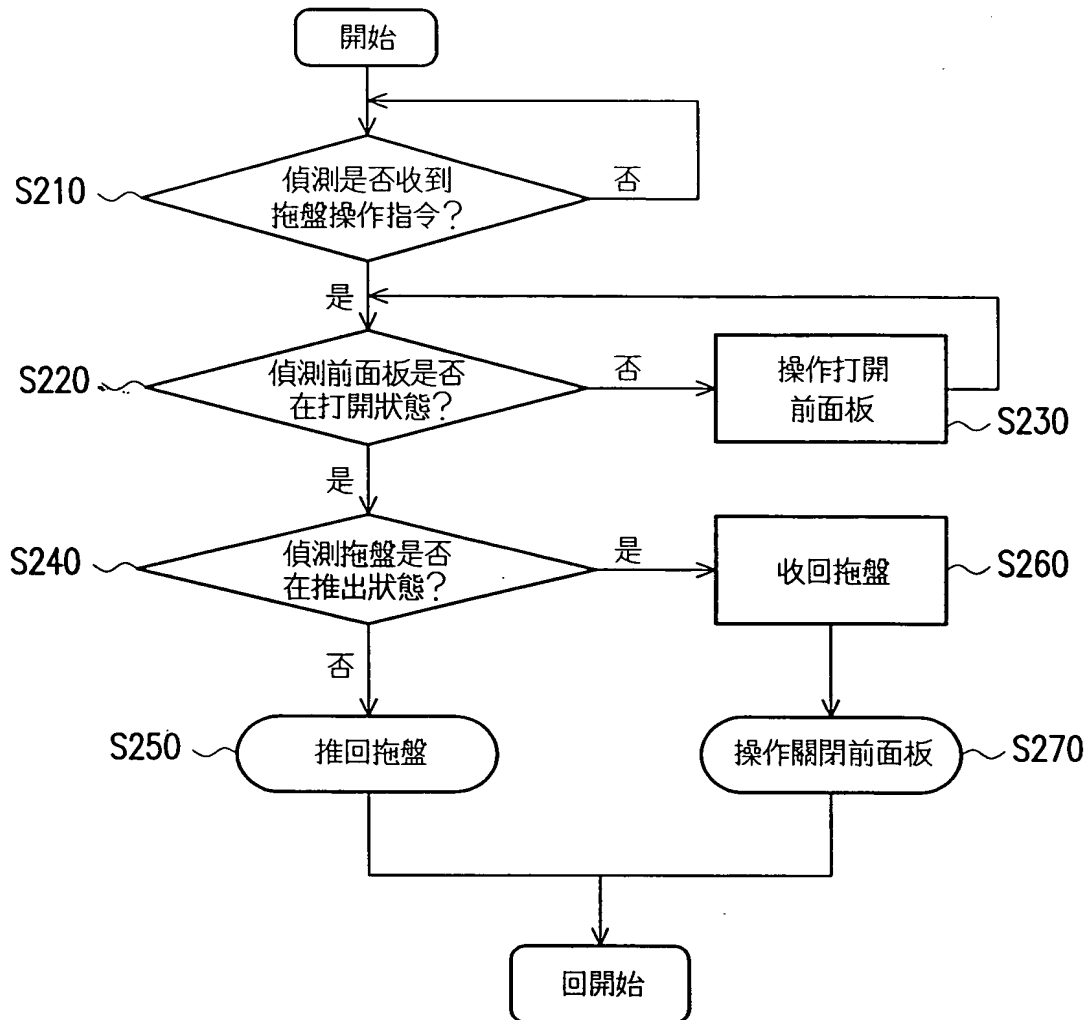 開始
S210
偵測是否收到
拖盤操作指令?
否
是
S220
偵測前面板是否
在打開狀態?
否
操作打開
前面板
S230
是
S240
偵測拖盤是否
在推出狀態?
是
收回拖盤
S260
否
S250
推回拖盤
操作關閉前面板
S270
回開始